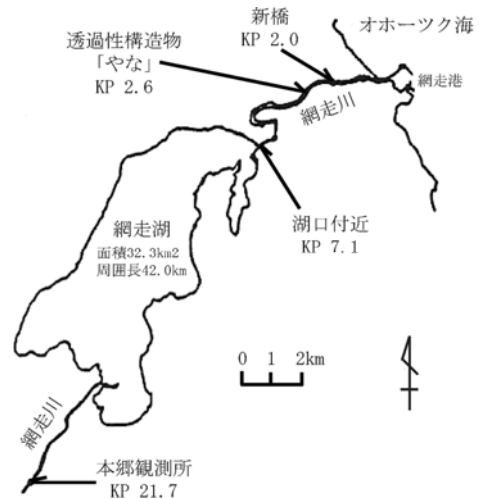 新橋
KP 2.0
オホーツク海
透過性構造物
「やな」
KP 2.6
網走港
網走川
湖口付近
KP 7.1
網走湖
面積32.3km2
周囲長42.0km
0 1 2km
網走川
本郷観測所
KP 21.7